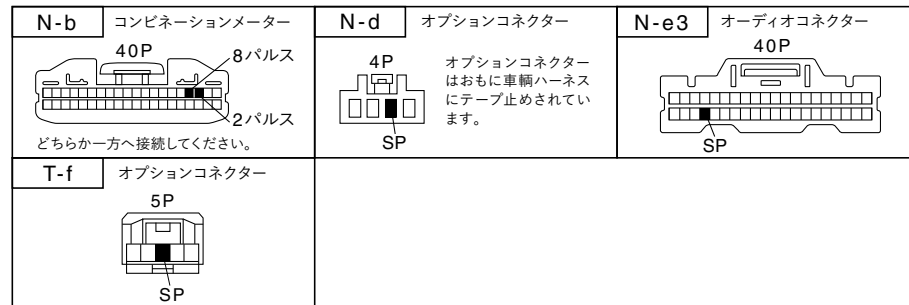 N-b コンビネーションメーター
40P
8パルス
2パルス
どちらか一方へ接続してください。
N-d オプションコネクター
4P
SP
オプションコネクター
はおもに車輌ハーネス
にテープ止めされてい
ます。
N-e3 オーディオコネクター
40P
SP
T-f オプションコネクター
5P
SP